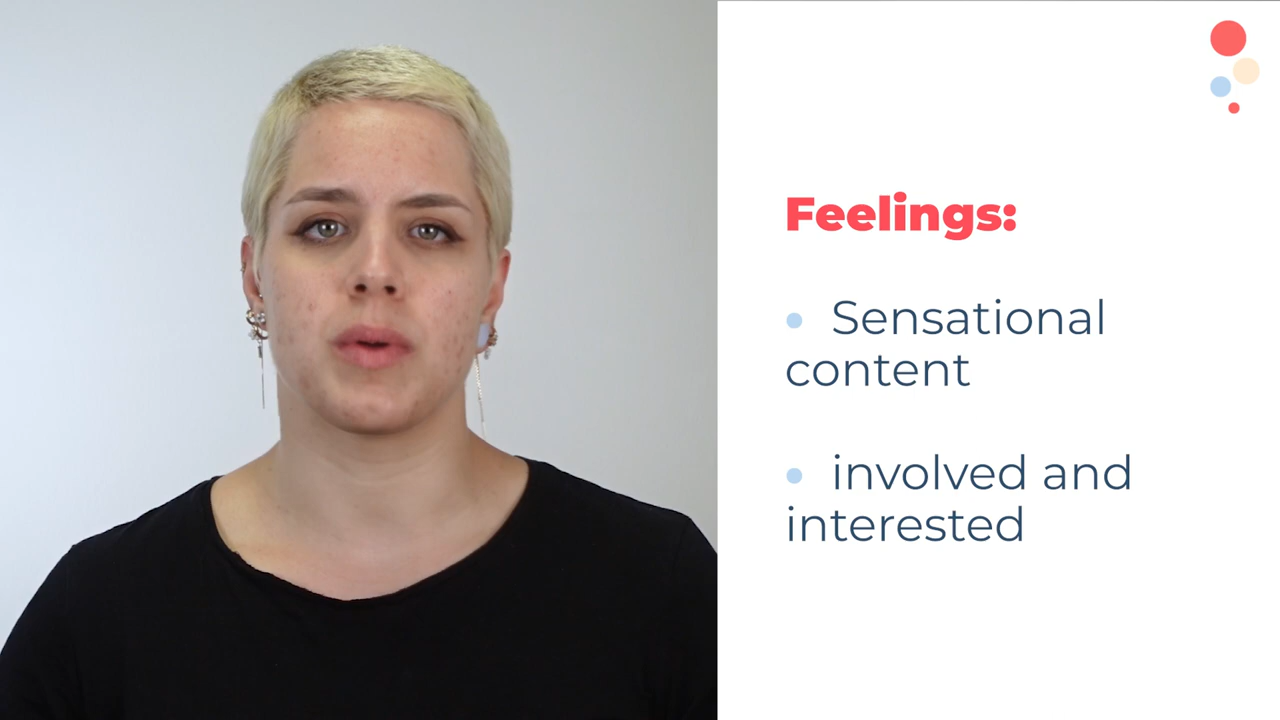 Feelings:
• Sensational
content
• involved and
interested